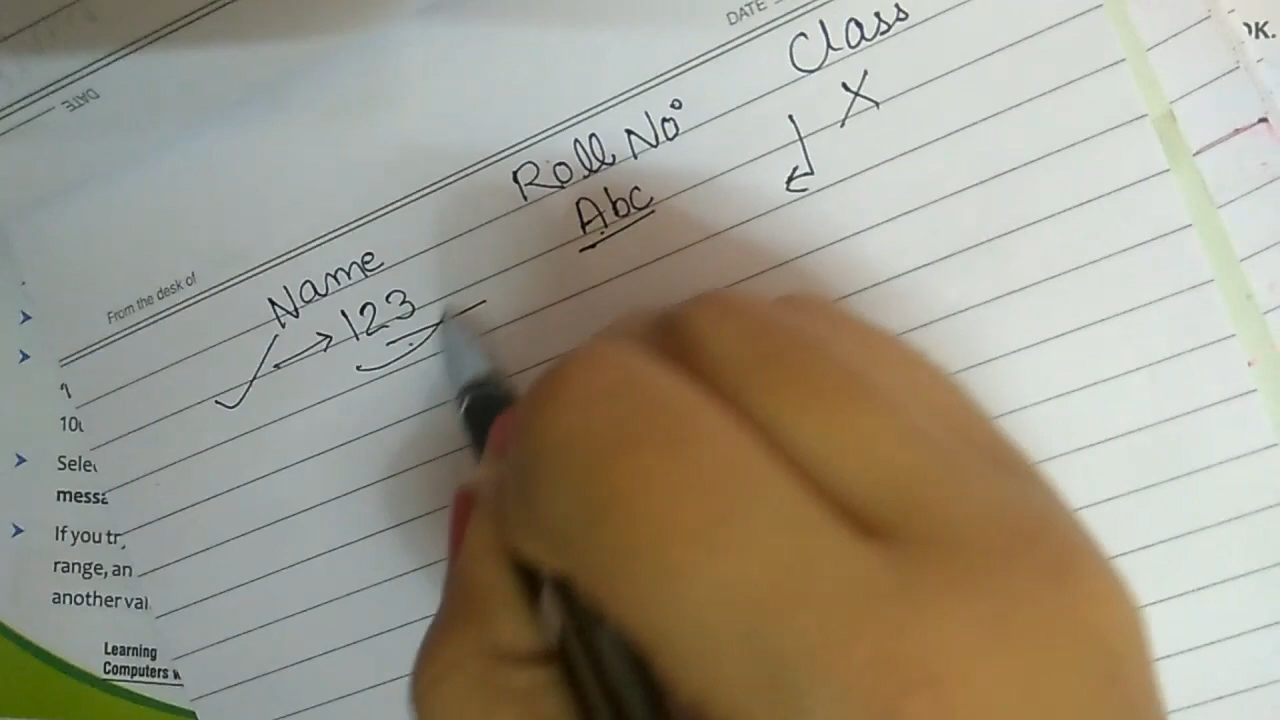 DATE
DATE
Class
X
Roll No
Abc
From the desk of
Name
123
OK.
Sele
messa
If you tr
range, an
another val
Learning
Computers